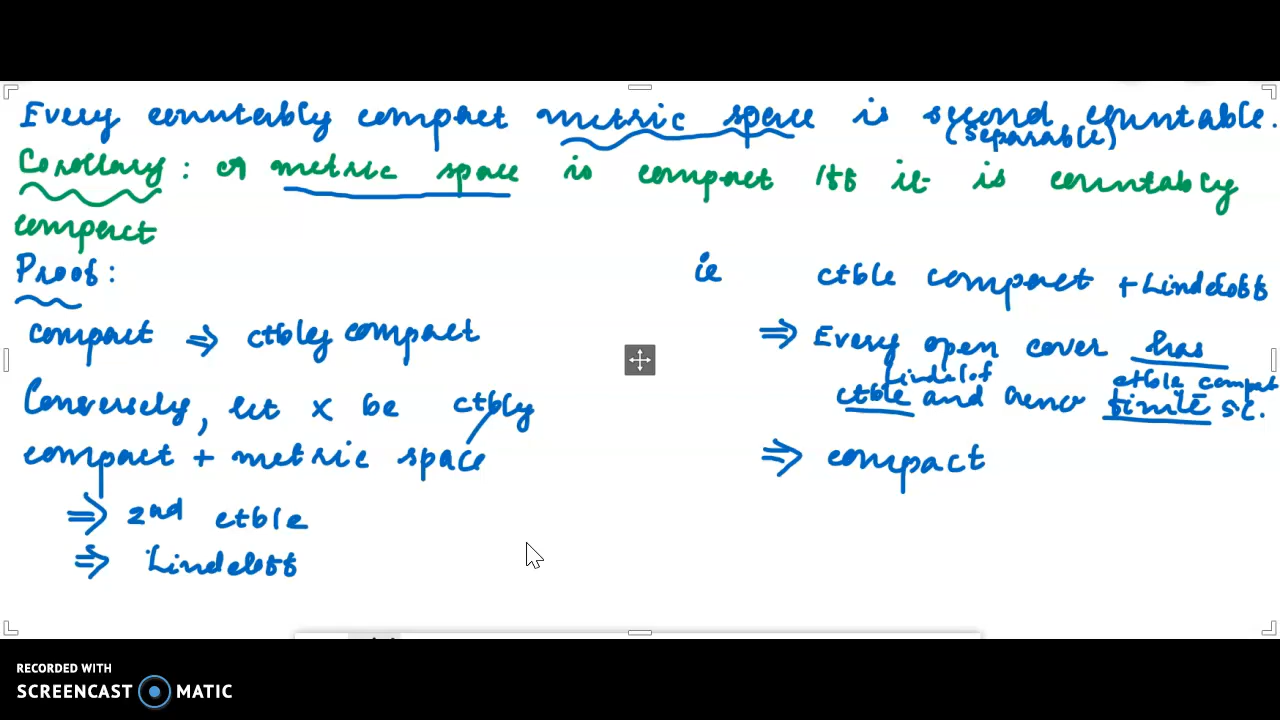 Every countably compact metric space is second countable.
(separable)
Corollary : A metric space is compact iff it is countably
compact
Proof :
compact ⇒ ctbly compact
Conversely, let X be ctbly
compact + metric space
⇒ 2nd ctble
⇒ Lindeloff
ie ctble compact + Lindeloff
⇒ Every open cover has
Lindelof ctble compat
ctble and hence finite s.c.
⇒ compact
RECORDED WITH
SCREENCAST MATIC